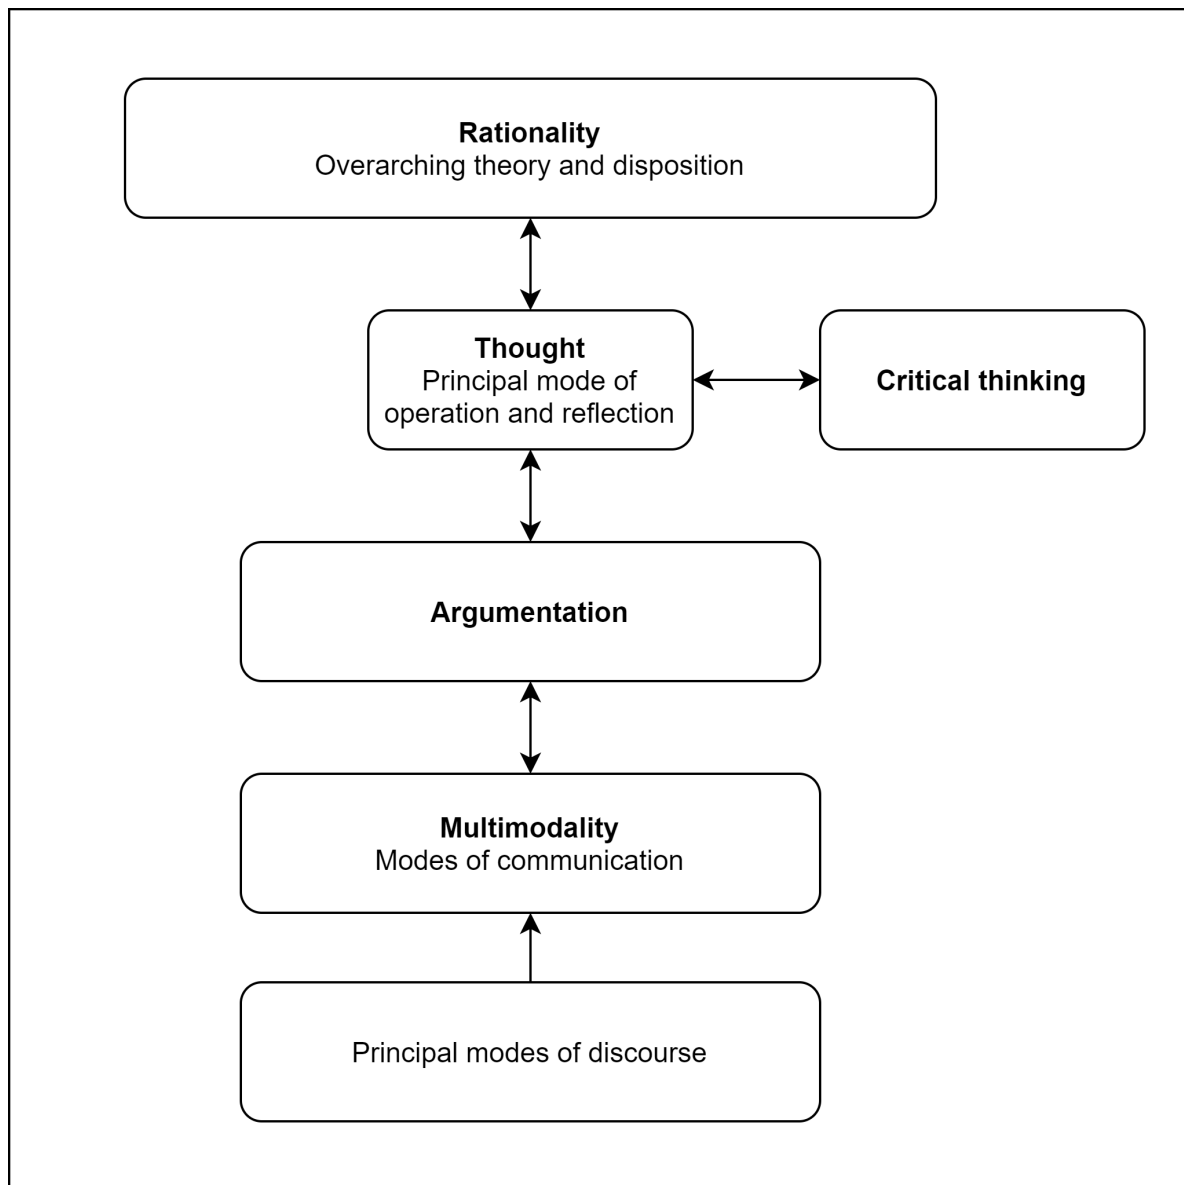 Rationality
Overarching theory and disposition
Thought
Principal mode of
operation and reflection
Critical thinking
Argumentation
Multimodality
Modes of communication
Principal modes of discourse